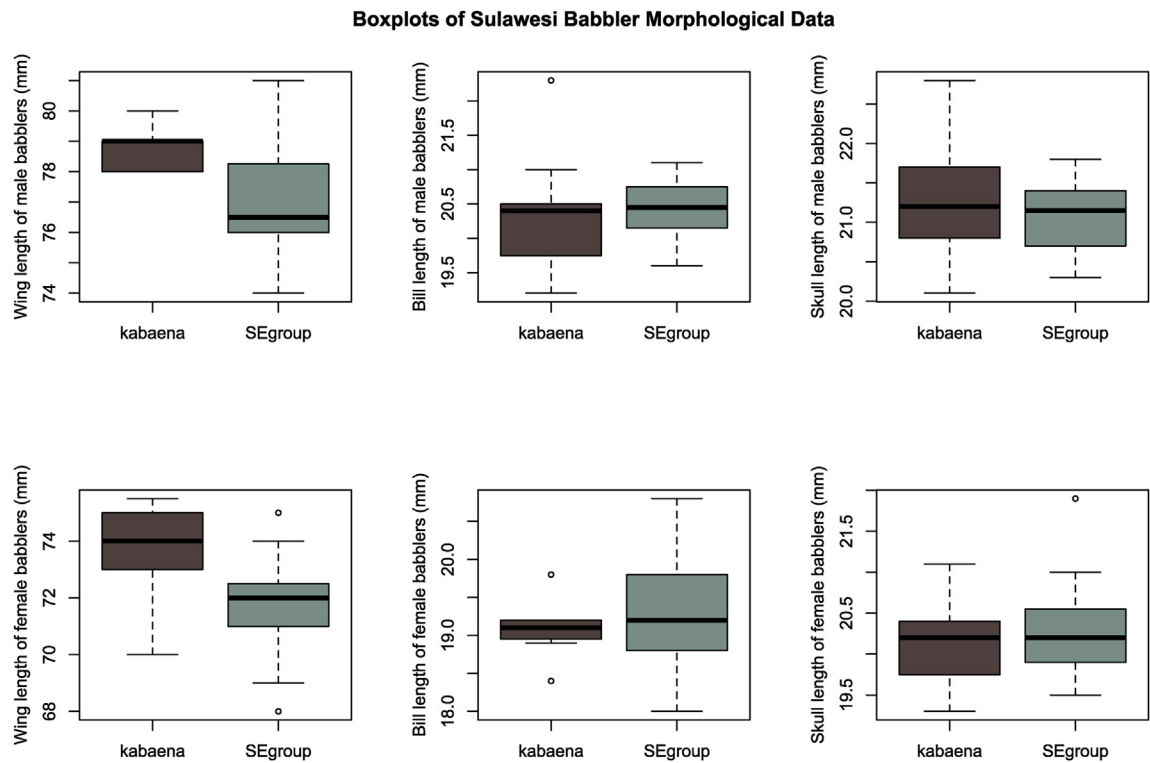 Boxplots of Sulawesi Babbler Morphological Data
Wing length of male babblers (mm)
80
78
76
74
kabaena
SEgroup
Bill length of male babblers (mm)
21.5
20.5
19.5
kabaena
SEgroup
Skull length of male babblers (mm)
22.0
21.0
20.0
kabaena
SEgroup
Wing length of female babblers (mm)
74
72
70
68
kabaena
SEgroup
Bill length of female babblers (mm)
20.0
19.0
18.0
kabaena
SEgroup
Skull length of female babblers (mm)
21.5
20.5
19.5
kabaena
SEgroup